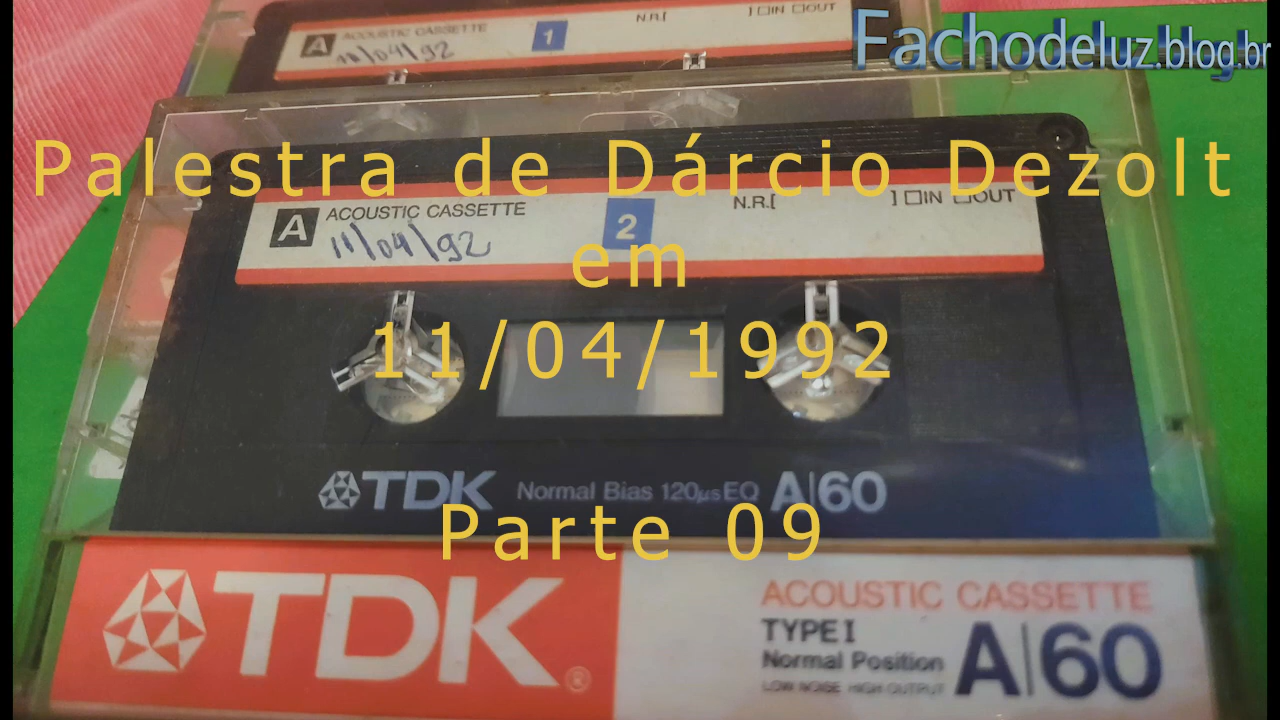 A ACOUSTIC CASSETTE 1 N.R.[ ] IN OUT
11/04/92
Fachodeluz.blog.br
Palestra de Dárcio Dezolt
A ACOUSTIC CASSETTE 2 N.R.[ ] IN OUT
11/04/92
em
11/04/1992
TDK Normal Bias 120µs EQ A|60
Parte 09
TDK®
ACOUSTIC CASSETTE
TYPE I
Normal Position
LOW NOISE HIGH OUTPUT
A|60